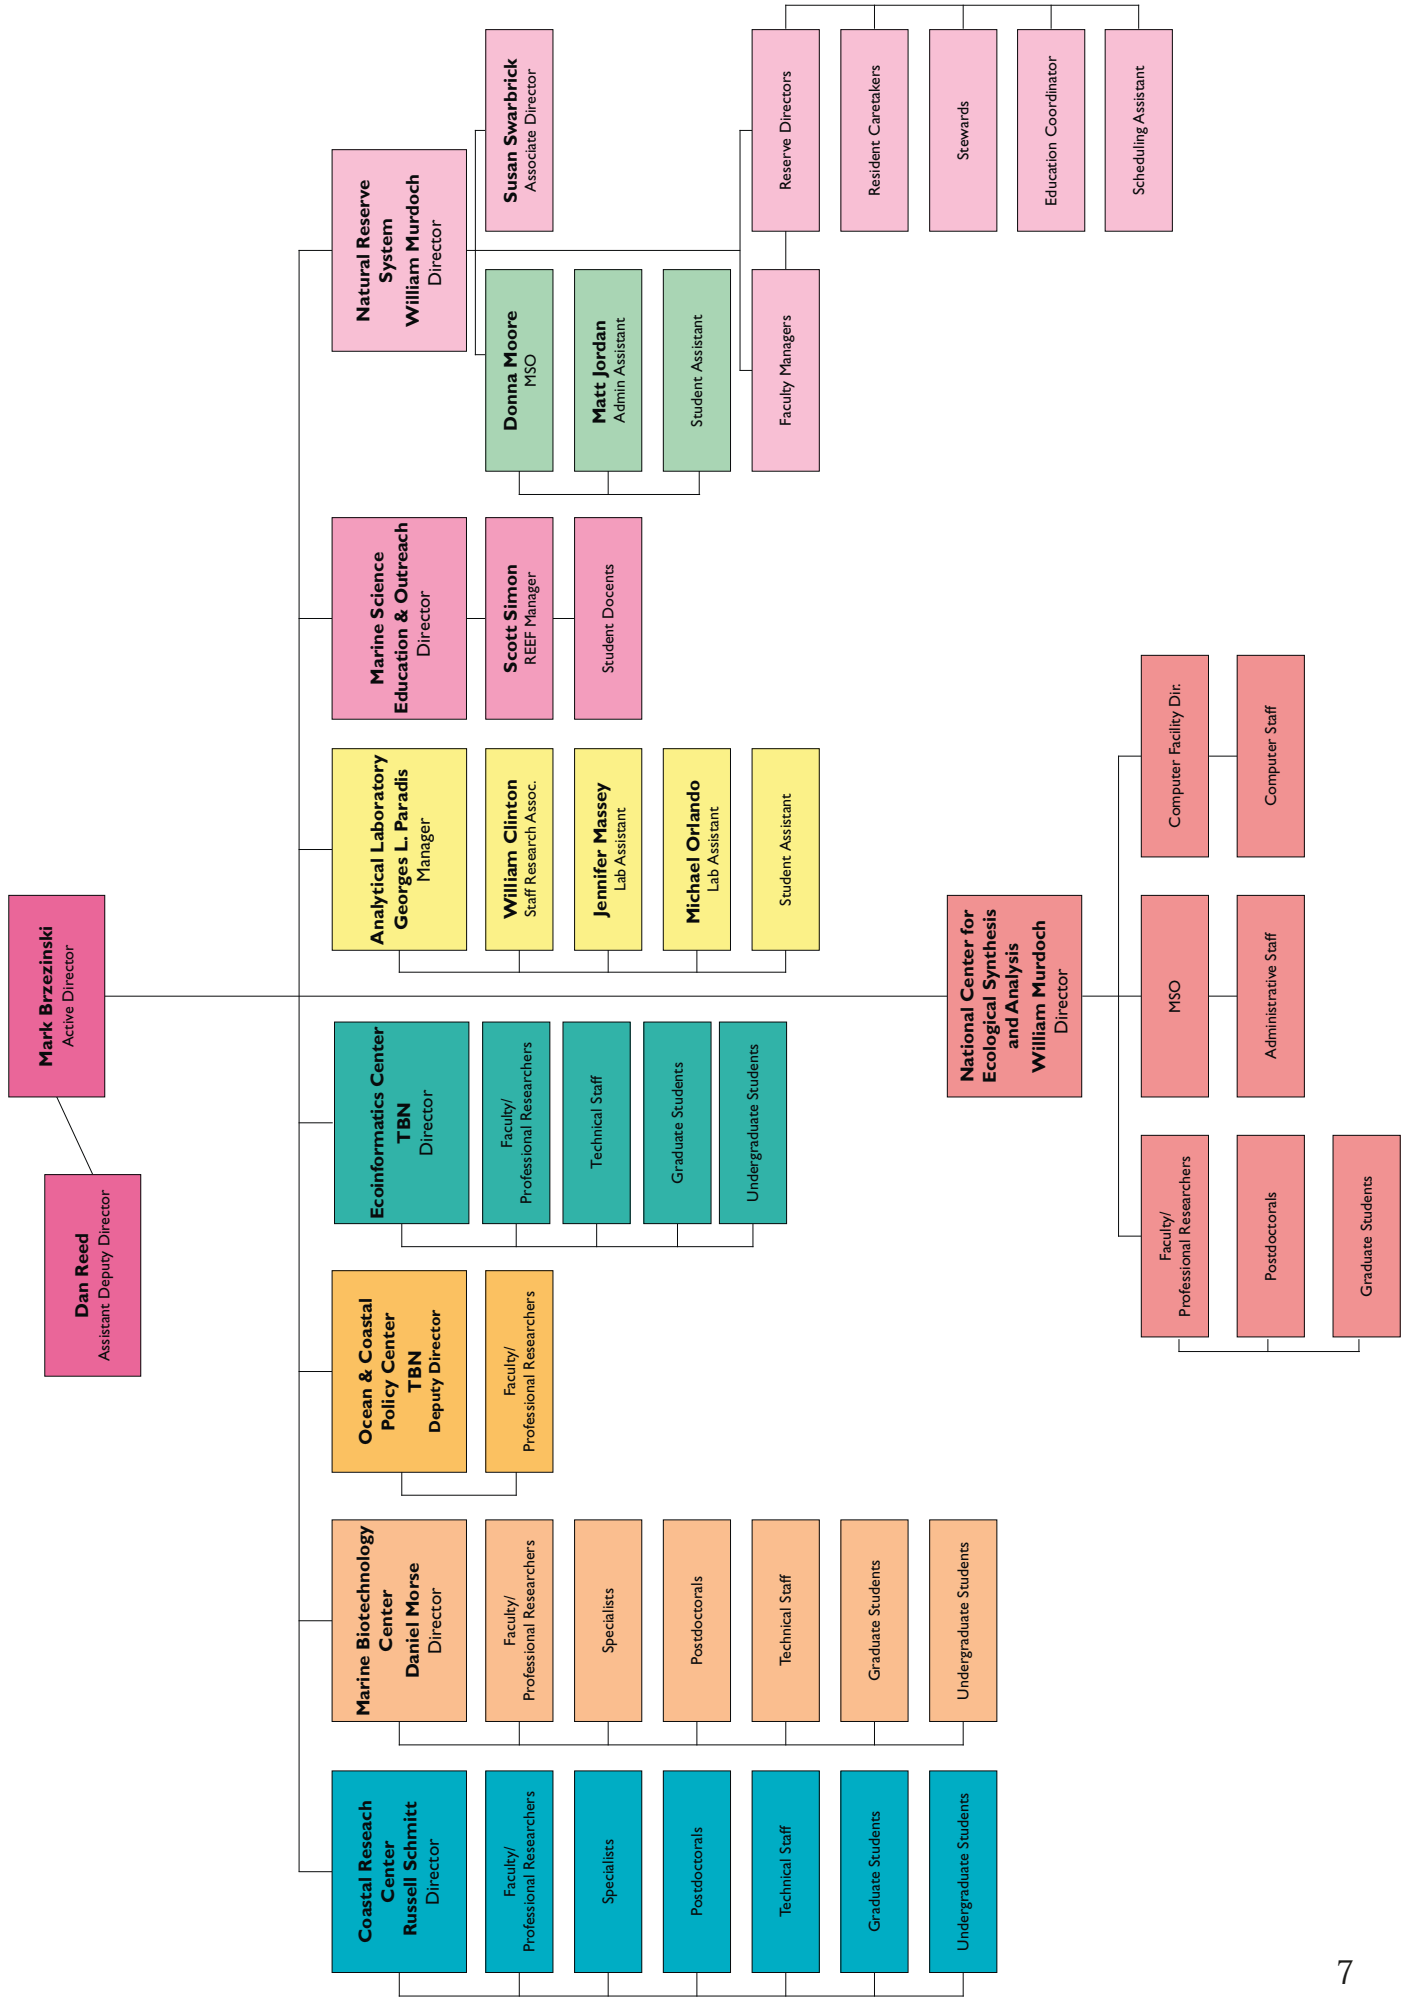 Mark Brzezinski
Active Director
Dan Reed
Assistant Deputy Director
Coastal Reseach
Center
Russell Schmitt
Director
Faculty/
Professional Researchers
Specialists
Postdoctorals
Technical Staff
Graduate Students
Undergraduate Students
Marine Biotechnology
Center
Daniel Morse
Director
Faculty/
Professional Researchers
Specialists
Postdoctorals
Technical Staff
Graduate Students
Undergraduate Students
Ocean & Coastal
Policy Center
TBN
Deputy Director
Faculty/
Professional Researchers
Ecoinformatics Center
TBN
Director
Faculty/
Professional Researchers
Technical Staff
Graduate Students
Undergraduate Students
Analytical Laboratory
Georges L. Paradis
Manager
William Clinton
Staff Research Assoc.
Jennifer Massey
Lab Assistant
Michael Orlando
Lab Assistant
Student Assistant
Marine Science
Education & Outreach
Director
Scott Simon
REEF Manager
Student Docents
Natural Reserve
System
William Murdoch
Director
Donna Moore
MSO
Matt Jordan
Admin Assistant
Student Assistant
Susan Swarbrick
Associate Director
Faculty Managers
Reserve Directors
Resident Caretakers
Stewards
Education Coordinator
Scheduling Assistant
National Center for
Ecological Synthesis
and Analysis
William Murdoch
Director
Faculty/
Professional Researchers
Postdoctorals
Graduate Students
MSO
Administrative Staff
Computer Facility Dir.
Computer Staff
7